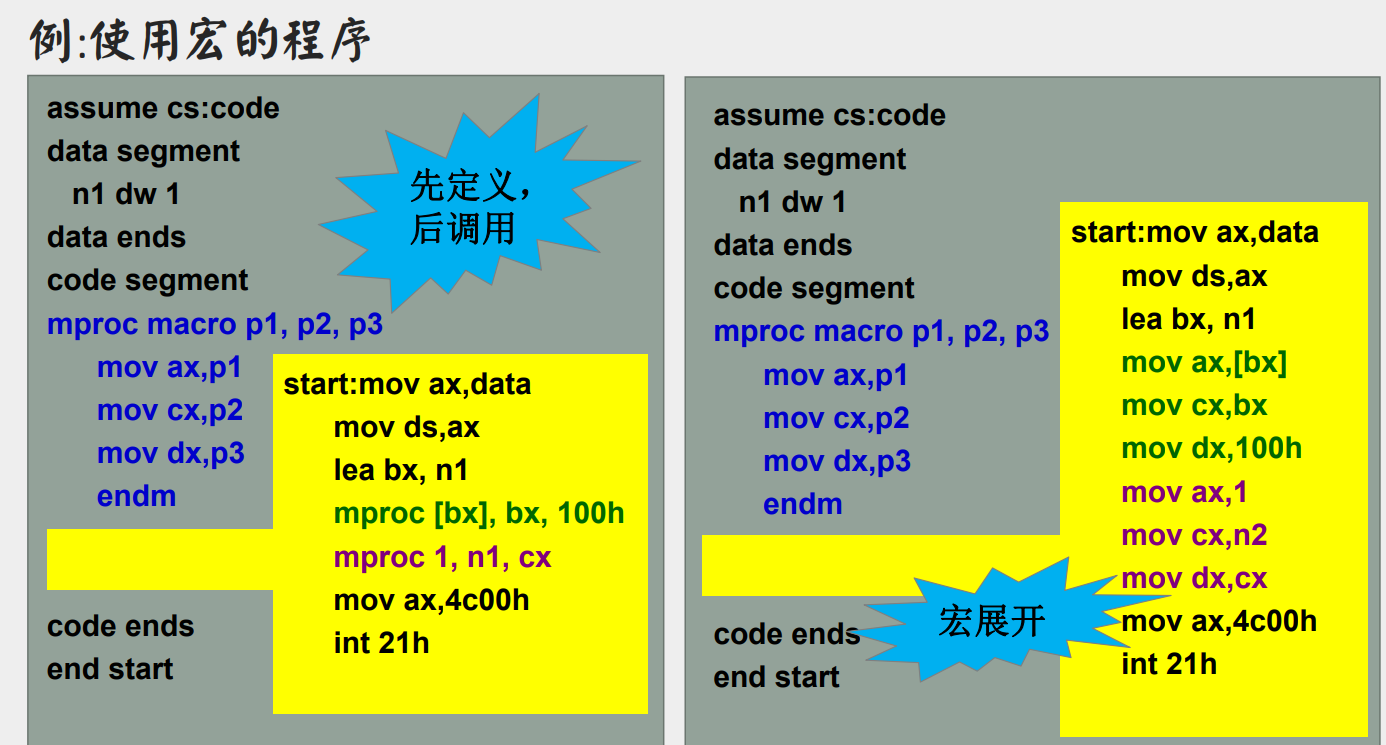 例:使用宏的程序
assume cs:code
data segment
n1 dw 1
data ends
code segment
mproc macro p1, p2, p3
mov ax,p1
mov cx,p2
mov dx,p3
endm
start:mov ax,data
mov ds,ax
lea bx, n1
mproc [bx], bx, 100h
mproc 1, n1, cx
mov ax,4c00h
int 21h
code ends
end start
先定义，
后调用
assume cs:code
data segment
n1 dw 1
data ends
code segment
mproc macro p1, p2, p3
mov ax,p1
mov cx,p2
mov dx,p3
endm
start:mov ax,data
mov ds,ax
lea bx, n1
mov ax,[bx]
mov cx,bx
mov dx,100h
mov ax,1
mov cx,n2
mov dx,cx
mov ax,4c00h
int 21h
code ends
end start
宏展开